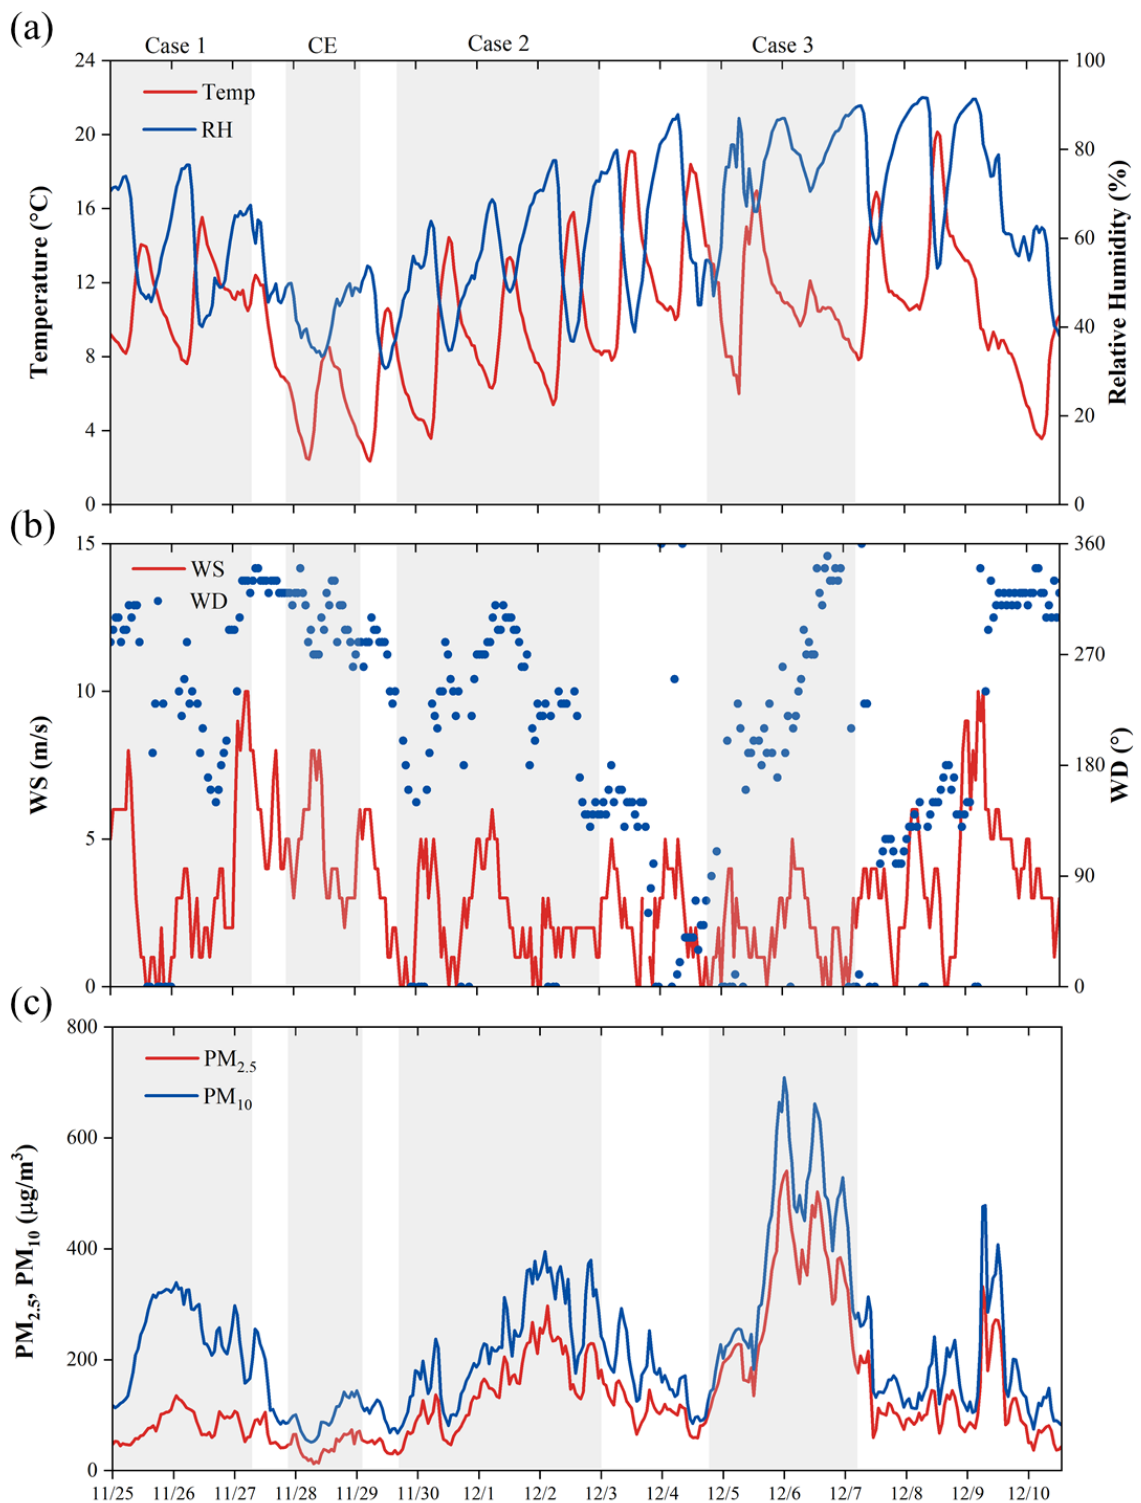 (a)
Case 1 CE Case 2 Case 3
24 100
Temp
RH
20 80
16 60
12
8 40
4 20
0 0
Temperature (°C)
Relative Humidity (%)
(b)
15 360
WS
WD
270
10
180
5
90
0 0
WS (m/s)
WD (°)
(c)
800
PM2.5
PM10
600
400
200
0
PM2.5, PM10 (μg/m³)
11/25 11/26 11/27 11/28 11/29 11/30 12/1 12/2 12/3 12/4 12/5 12/6 12/7 12/8 12/9 12/10